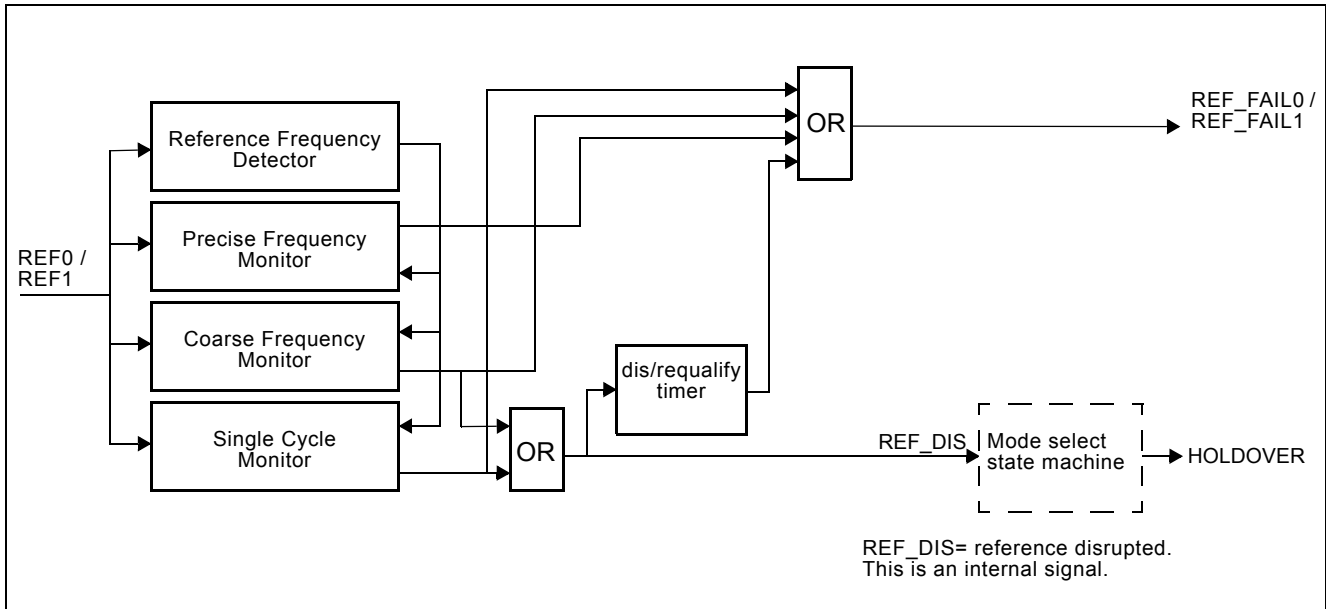 Reference Frequency
Detector
Precise Frequency
Monitor
Coarse Frequency
Monitor
Single Cycle
Monitor
REF0 /
REF1
OR
dis/requalify
timer
OR
REF_FAIL0 /
REF_FAIL1
REF_DIS
Mode select
state machine
HOLDOVER
REF_DIS= reference disrupted.
This is an internal signal.